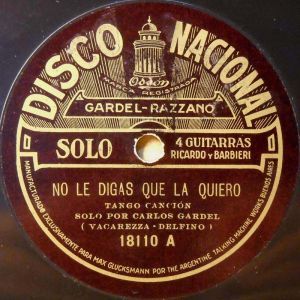 DISCO NACIONAL
Odeon
MARCA REGISTRADA
GARDEL-RAZZANO
SOLO
4 GUITARRAS
RICARDO y BARBIERI
NO LE DIGAS QUE LA QUIERO
TANGO CANCIÓN
SOLO POR CARLOS GARDEL
( VACAREZZA - DELFINO )
18110 A
MANUFACTURADO EXCLUSIVAMENTE PARA MAX GLÜCKSMANN POR THE ARGENTINE TALKING MACHINE WORKS BUENOS AIRES